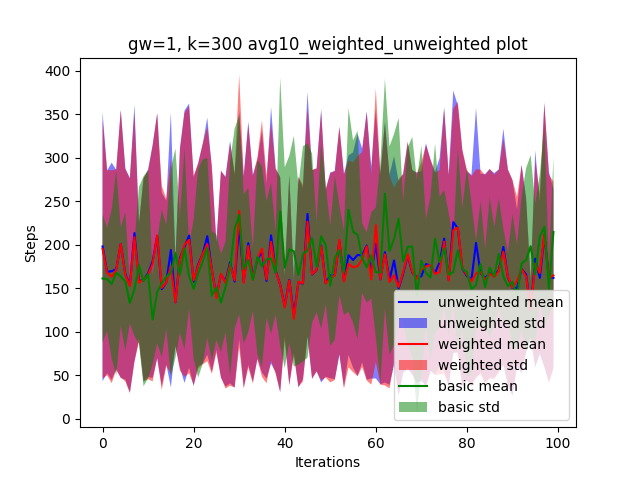 gw=1, k=300 avg10_weighted_unweighted plot
400
350
300
250
200
150
100
50
0
Steps
0 20 40 60 80 100
Iterations
unweighted mean
unweighted std
weighted mean
weighted std
basic mean
basic std